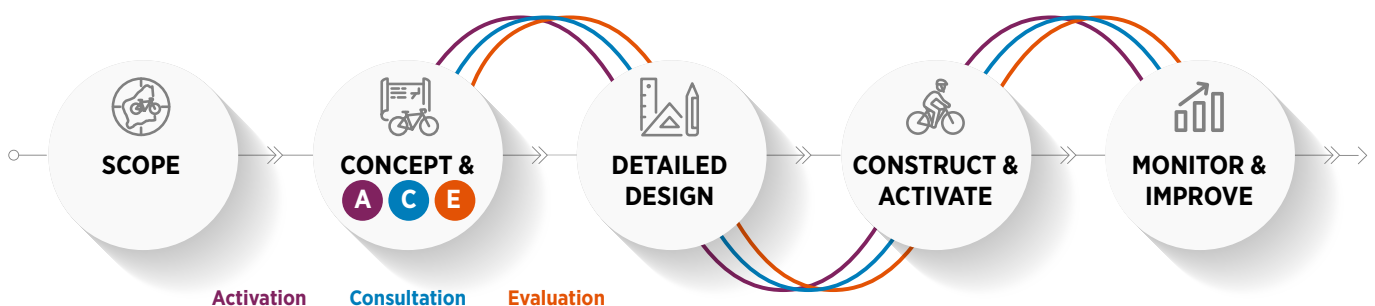 SCOPE
CONCEPT &
A C E
DETAILED
DESIGN
CONSTRUCT &
ACTIVATE
MONITOR &
IMPROVE
Activation Consultation Evaluation